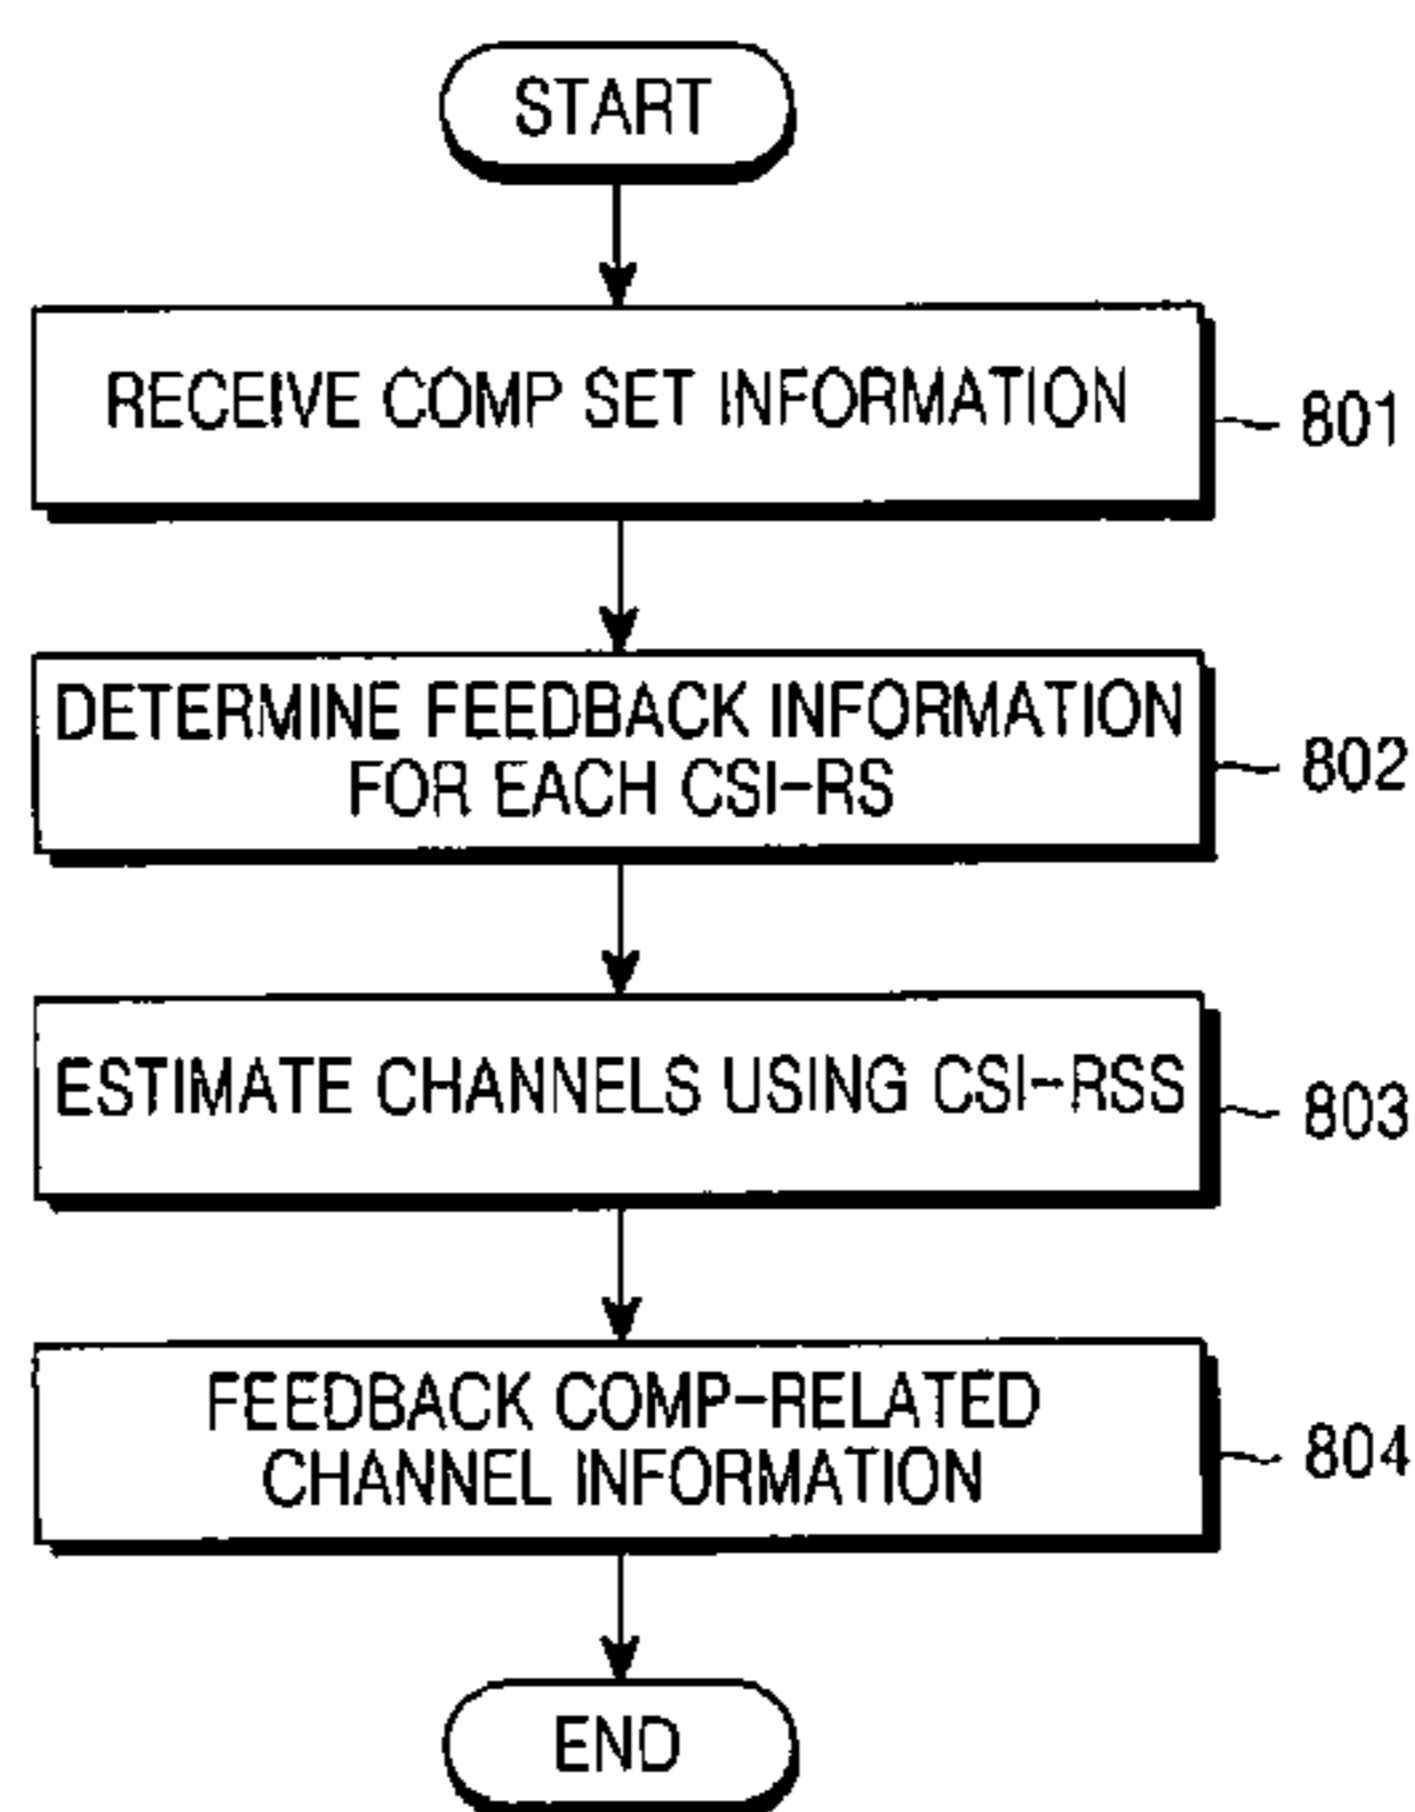 START
RECEIVE COMP SET INFORMATION
801
DETERMINE FEEDBACK INFORMATION
FOR EACH CSI-RS
802
ESTIMATE CHANNELS USING CSI-RSS
803
FEEDBACK COMP-RELATED
CHANNEL INFORMATION
804
END